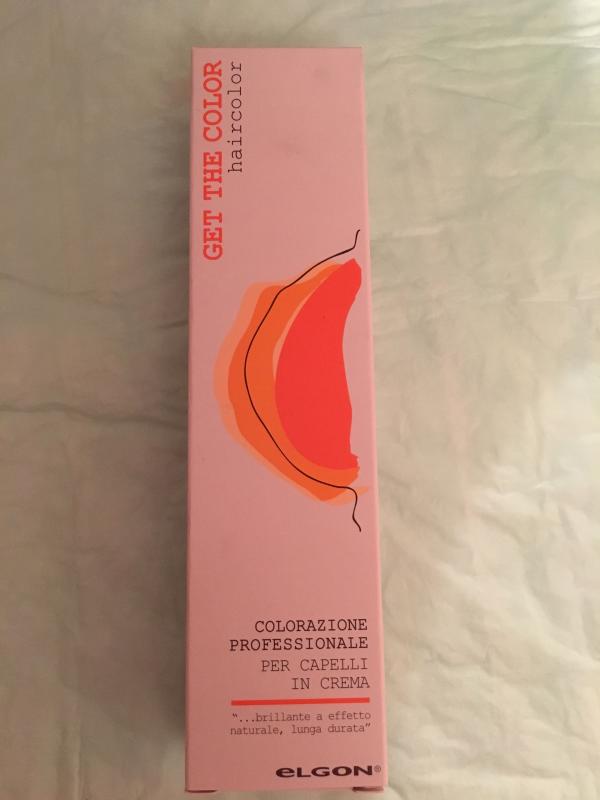 GET THE COLOR
haircolor
COLORAZIONE
PROFESSIONALE
PER CAPELLI
IN CREMA
“...brillante a effetto
naturale, lunga durata”
eLGON®